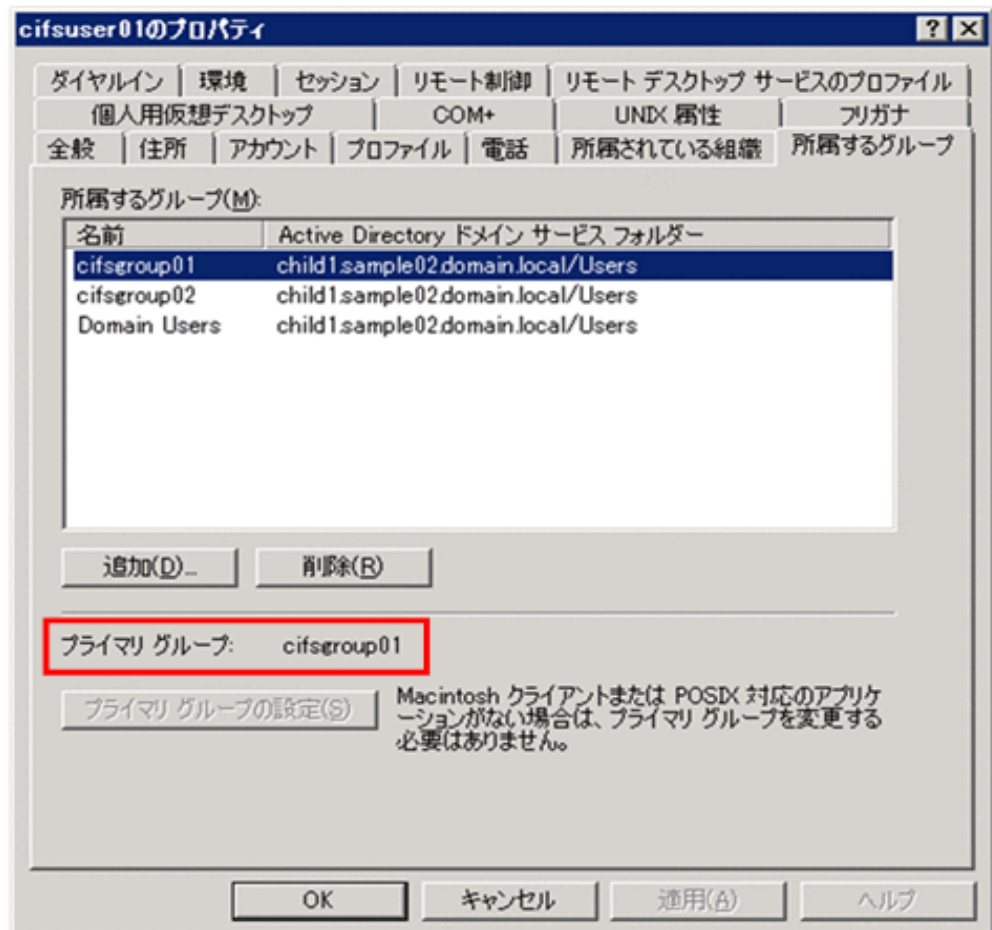 cifsuser01のプロパティ
ダイヤルイン 環境 セッション リモート制御 リモート デスクトップ サービスのプロファイル
個人用仮想デスクトップ COM+ UNIX 属性 フリガナ
全般 住所 アカウント プロファイル 電話 所属されている組織 所属するグループ
所属するグループ(M):
名前 Active Directory ドメイン サービス フォルダー
cifsgroup01 child1.sample02.domain.local/Users
cifsgroup02 child1.sample02.domain.local/Users
Domain Users child1.sample02.domain.local/Users
追加(D)... 削除(R)
プライマリ グループ: cifsgroup01
プライマリ グループの設定(S)
Macintosh クライアントまたは POSIX 対応のアプリケ
ーションがない場合は、プライマリ グループを変更する
必要はありません。
OK キャンセル 適用(A) ヘルプ